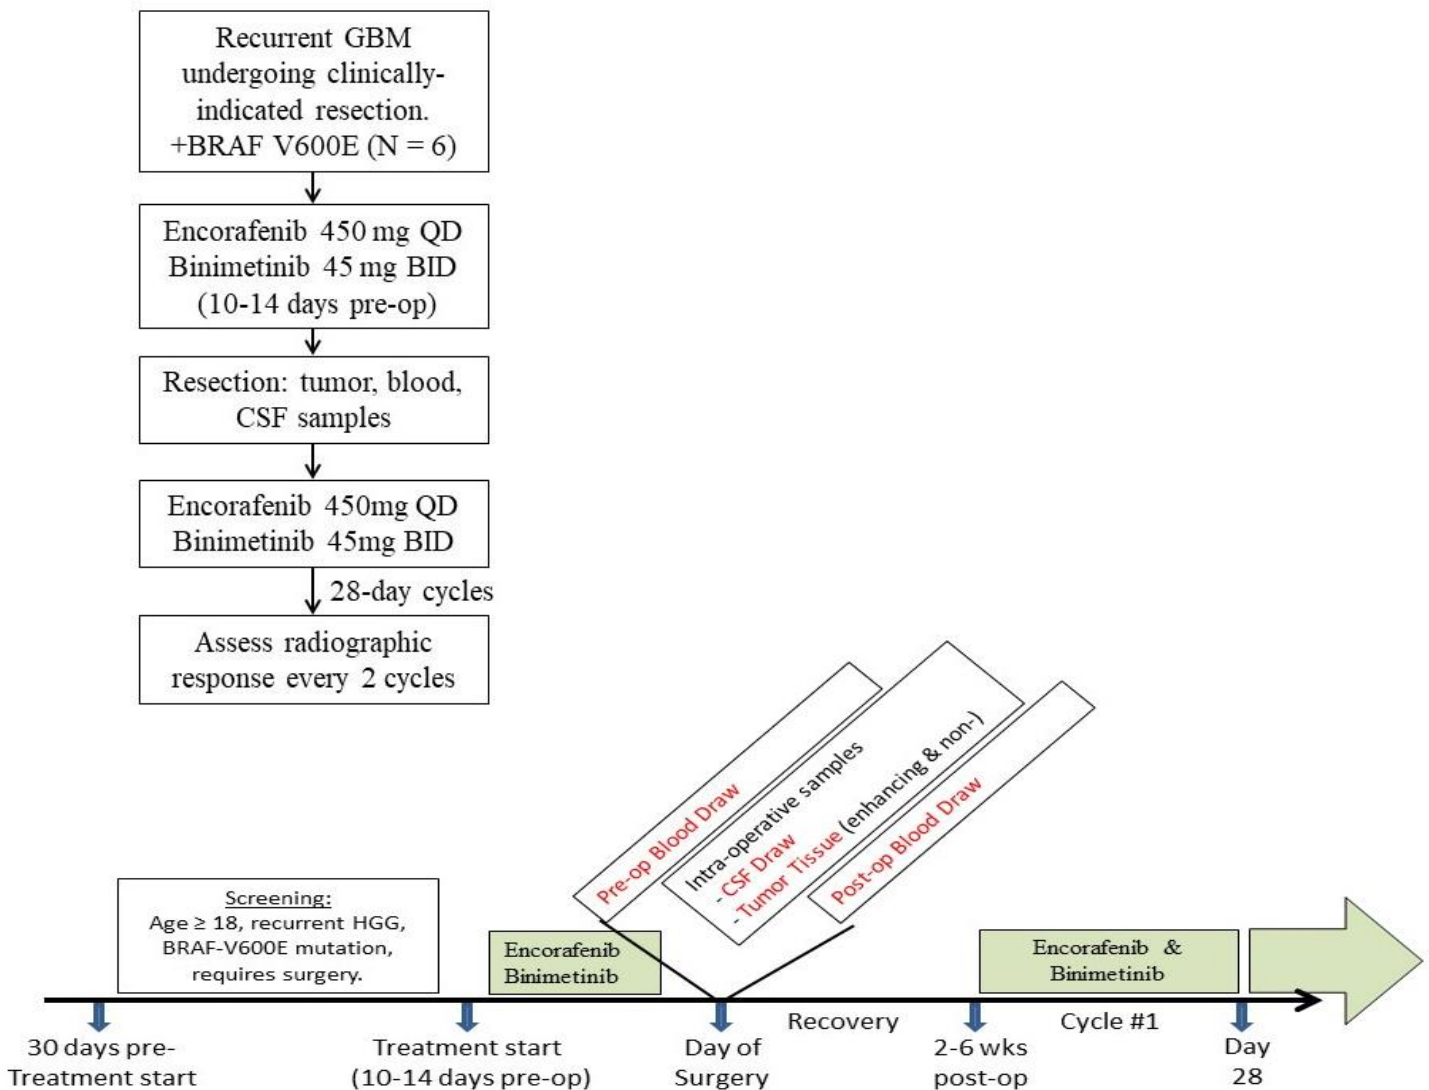 Recurrent GBM
undergoing clinically-
indicated resection.
+BRAF V600E (N = 6)
Encorafenib 450 mg QD
Binimetinib 45 mg BID
(10-14 days pre-op)
Resection: tumor, blood,
CSF samples
Encorafenib 450mg QD
Binimetinib 45mg BID
28-day cycles
Assess radiographic
response every 2 cycles
Pre-op Blood Draw
Intra-operative samples
- CSF Draw
- Tumor Tissue (enhancing & non-)
Post-op Blood Draw
Screening:
Age ≥ 18, recurrent HGG,
BRAF-V600E mutation,
requires surgery.
Encorafenib
Binimetinib
Encorafenib &
Binimetinib
Recovery
Cycle #1
30 days pre-
Treatment start
Treatment start
(10-14 days pre-op)
Day of
Surgery
2-6 wks
post-op
Day
28